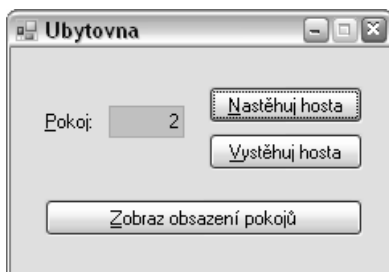 Ubytovna
Nastěhuj hosta
Pokoj: 2
Vystěhuj hosta
Zobraz obsazení pokojů